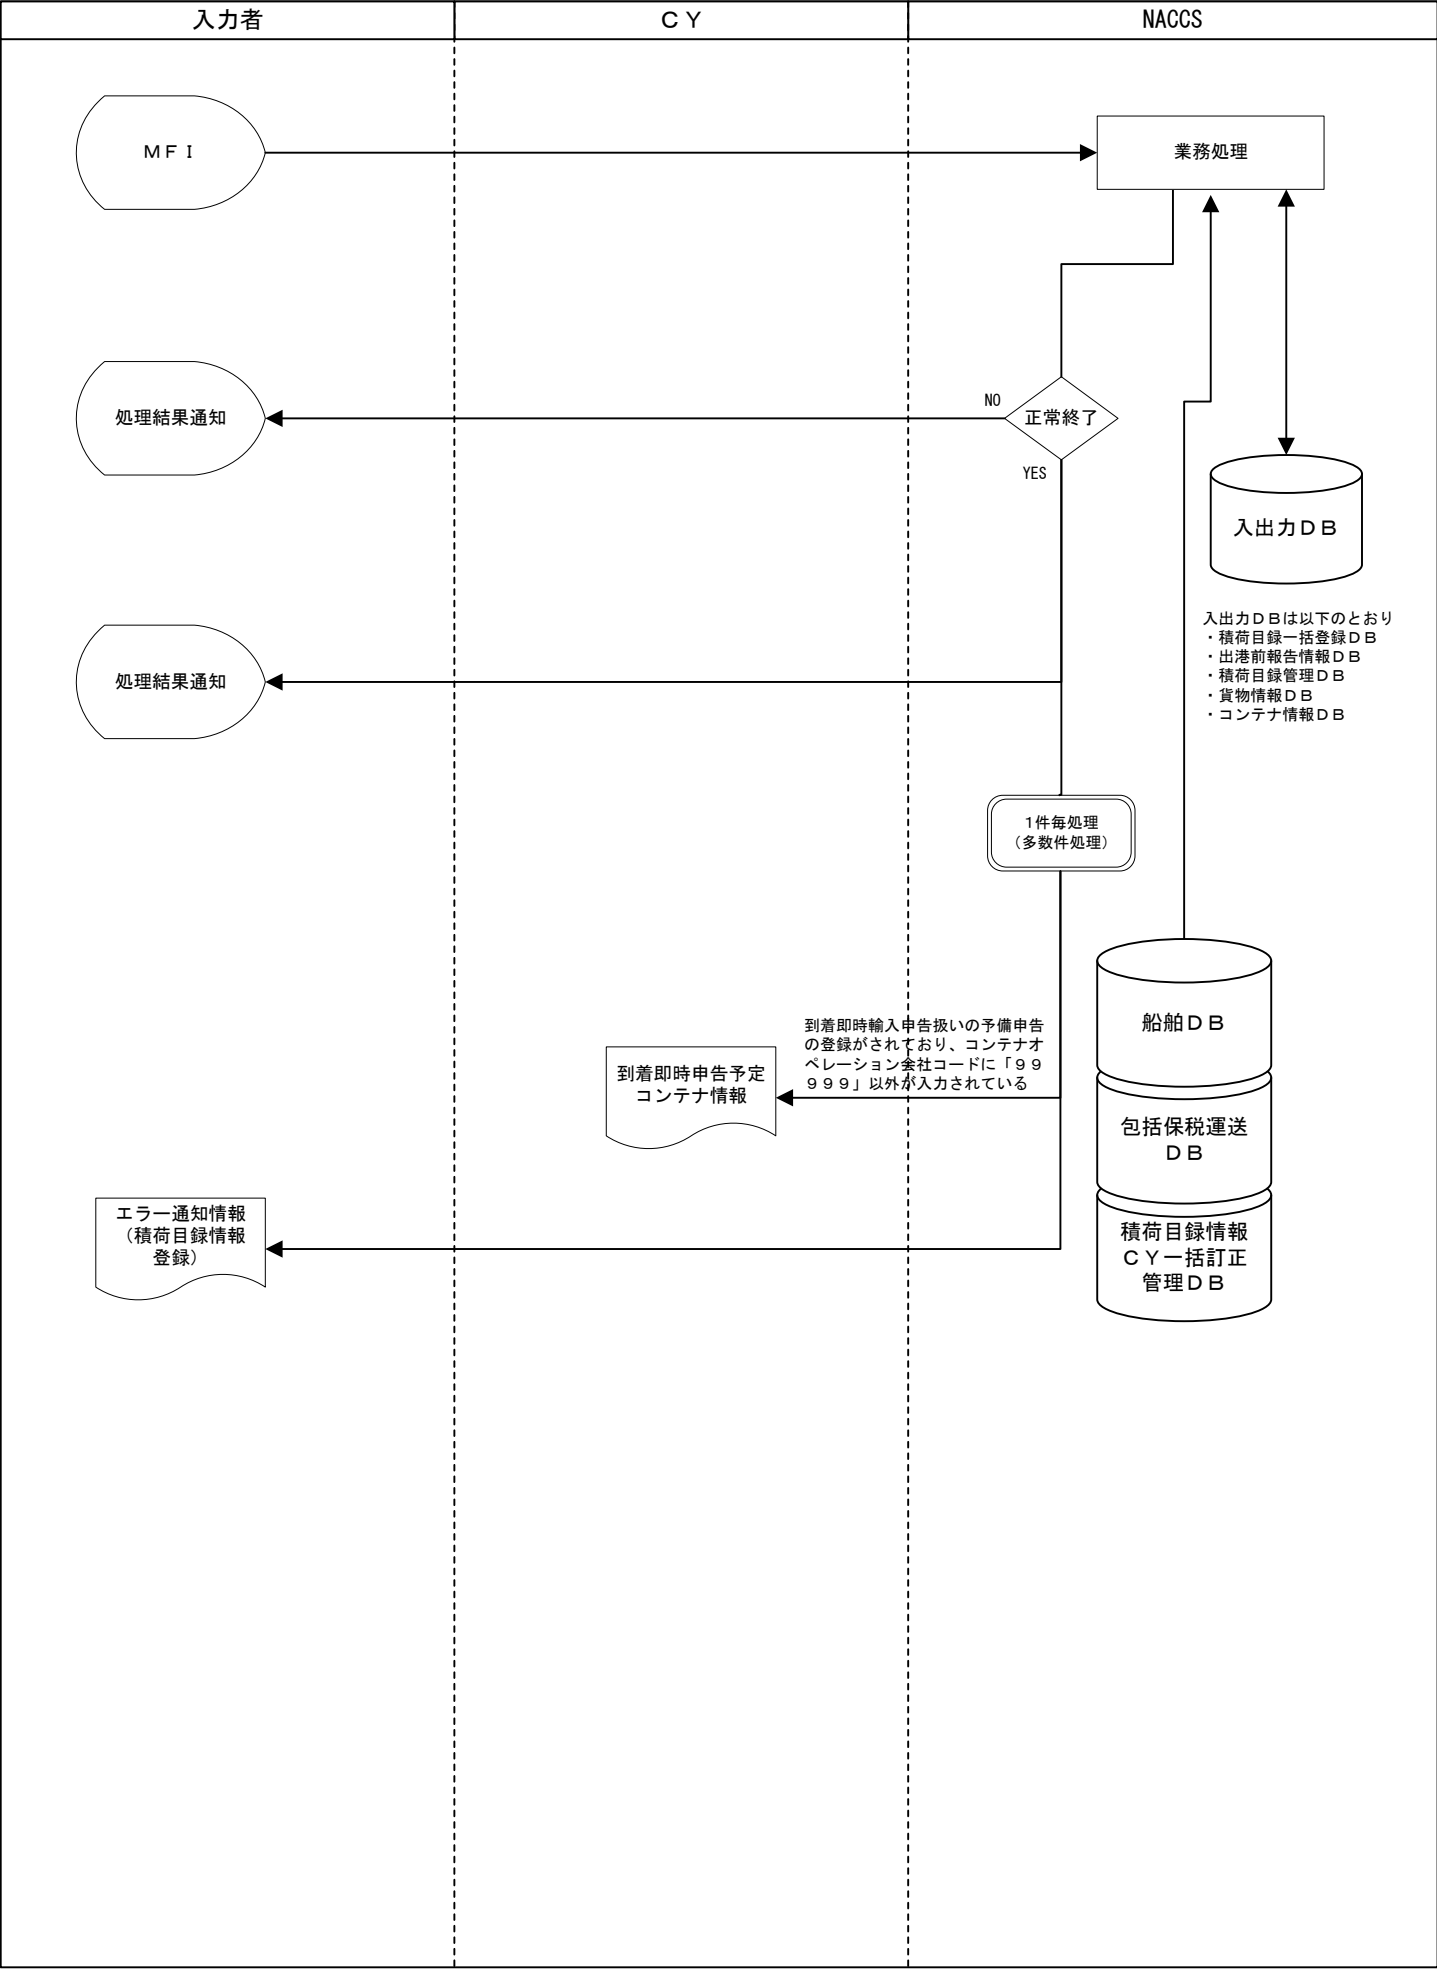 入力者
ＣＹ
NACCS
ＭＦＩ
業務処理
処理結果通知
NO
正常終了
YES
入出力ＤＢ
入出力ＤＢは以下のとおり
・積荷目録一括登録ＤＢ
・出港前報告情報ＤＢ
・積荷目録管理ＤＢ
・貨物情報ＤＢ
・コンテナ情報ＤＢ
処理結果通知
1件毎処理
（多数件処理）
船舶ＤＢ
到着即時輸入申告扱いの予備申告
の登録がされており、コンテナオ
ペレーション会社コードに「９９
９９９」以外が入力されている
到着即時申告予定
コンテナ情報
包括保税運送
ＤＢ
エラー通知情報
（積荷目録情報
登録）
積荷目録情報
ＣＹ一括訂正
管理ＤＢ